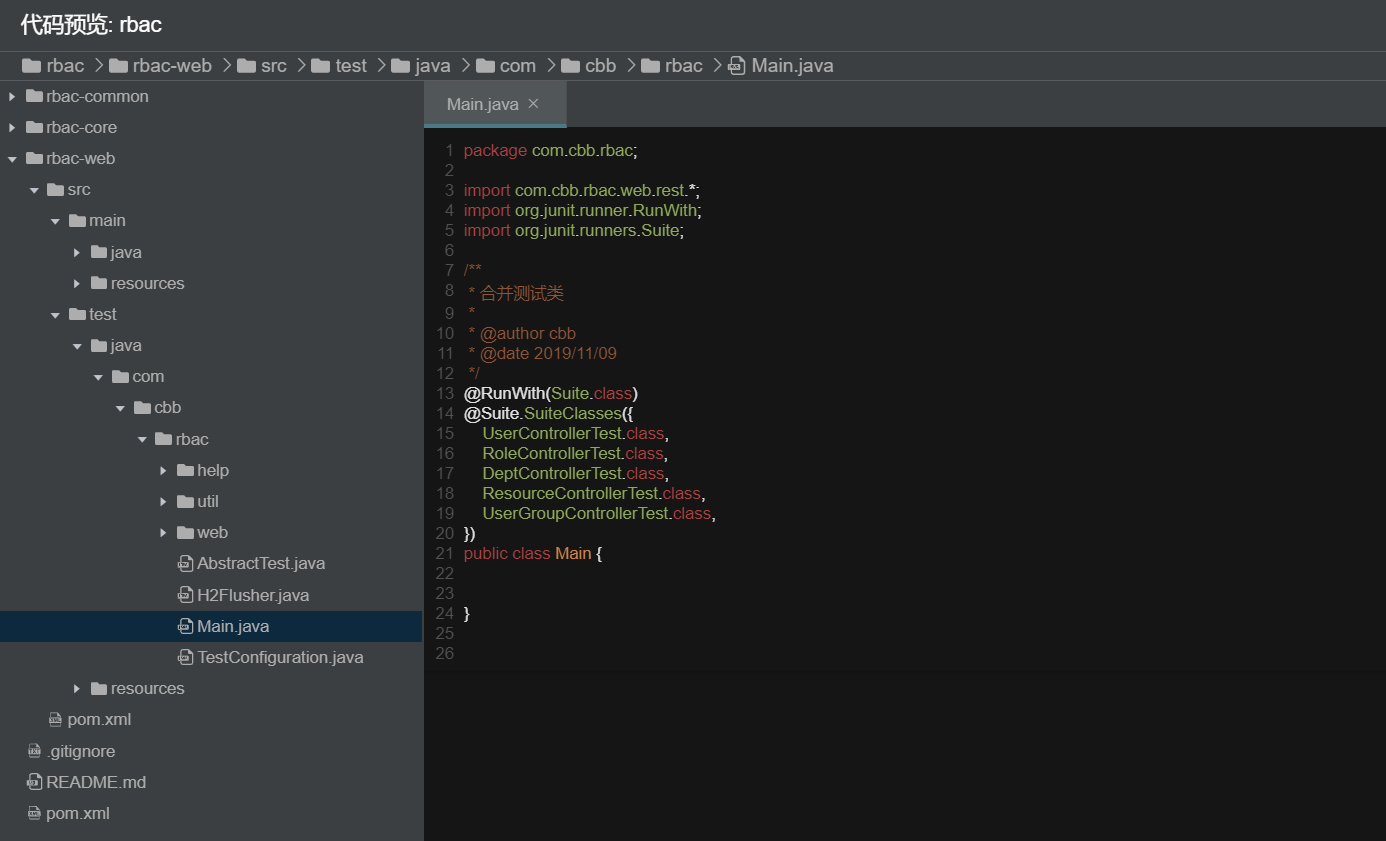 代码预览: rbac
rbac rbac-web src test java com cbb rbac Main.java
rbac-common
rbac-core
rbac-web
src
main
java
resources
test
java
com
cbb
rbac
help
util
web
AbstractTest.java
H2Flusher.java
Main.java
TestConfiguration.java
resources
pom.xml
.gitignore
README.md
pom.xml
Main.java ×
1 package com.cbb.rbac;
2
3 import com.cbb.rbac.web.rest.*;
4 import org.junit.runner.RunWith;
5 import org.junit.runners.Suite;
6
7 /**
8  * 合并测试类
9  *
10  * @author cbb
11  * @date 2019/11/09
12  */
13 @RunWith(Suite.class)
14 @Suite.SuiteClasses({
15     UserControllerTest.class,
16     RoleControllerTest.class,
17     DeptControllerTest.class,
18     ResourceControllerTest.class,
19     UserGroupControllerTest.class,
20 })
21 public class Main {
22
23
24 }
25
26